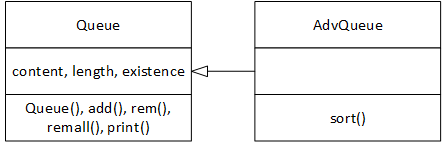 Queue
content, length, existence
Queue(), add(), rem(),
remall(), print()
AdvQueue
sort()